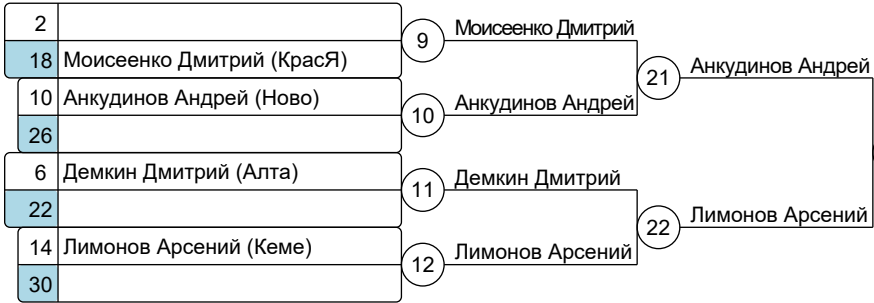 2
9
Моисеенко Дмитрий
18 Моисеенко Дмитрий (КрасЯ)
21
Анкудинов Андрей
10 Анкудинов Андрей (Ново)
10
Анкудинов Андрей
26
6 Демкин Дмитрий (Алта)
11
Демкин Дмитрий
22
22
Лимонов Арсений
14 Лимонов Арсений (Кеме)
12
Лимонов Арсений
30